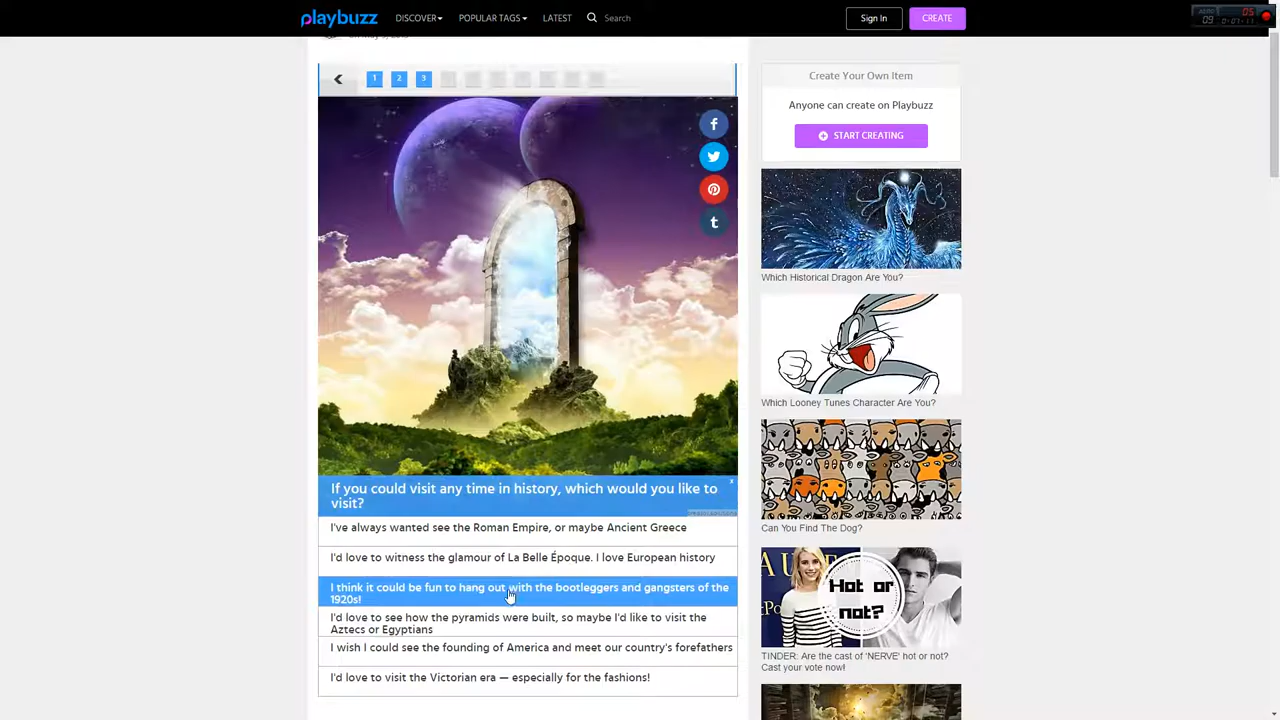 playbuzz
DISCOVER
POPULAR TAGS
LATEST
Search
Sign In
CREATE
1
2
3
Create Your Own Item
Anyone can create on Playbuzz
START CREATING
Which Historical Dragon Are You?
Which Looney Tunes Character Are You?
Can You Find The Dog?
Hot or
not?
TINDER: Are the cast of 'NERVE' hot or not?
Cast your vote now!
If you could visit any time in history, which would you like to
visit?
x
I've always wanted see the Roman Empire, or maybe Ancient Greece
I'd love to witness the glamour of La Belle Époque. I love European history
I think it could be fun to hang out with the bootleggers and gangsters of the
1920s!
I'd love to see how the pyramids were built, so maybe I'd like to visit the
Aztecs or Egyptians
I wish I could see the founding of America and meet our country's forefathers
I'd love to visit the Victorian era — especially for the fashions!